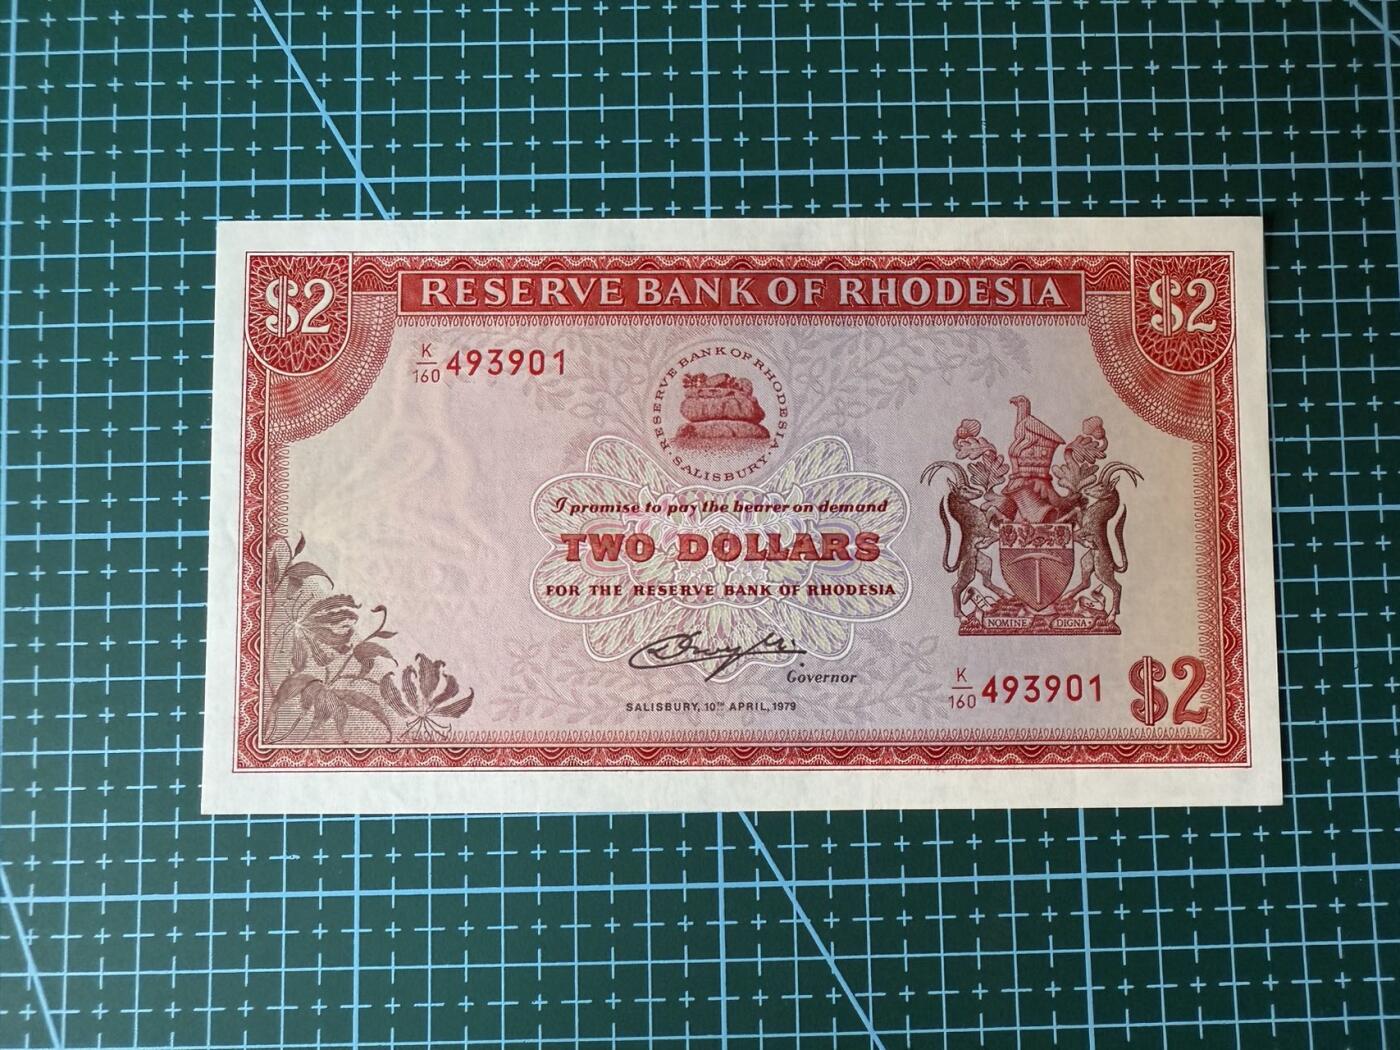 $2
RESERVE BANK OF RHODESIA
$2
K/160 493901
RESERVE BANK OF RHODESIA · SALISBURY ·
I promise to pay the bearer on demand
TWO DOLLARS
FOR THE RESERVE BANK OF RHODESIA
SIT NOMINE DIGNA
Governor
SALISBURY, 10TH APRIL, 1979
K/160 493901
$2